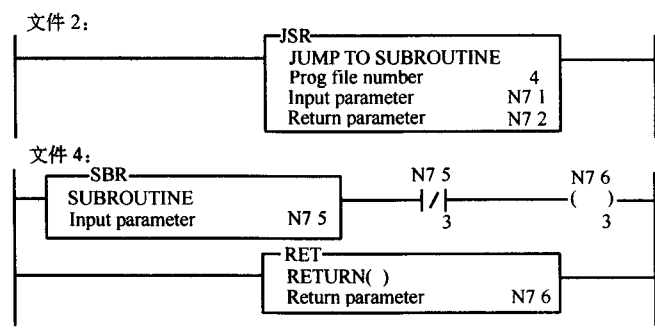 文件 2：
JSR
JUMP TO SUBROUTINE
Prog file number 4
Input parameter N7 1
Return parameter N7 2
文件 4：
SBR
SUBROUTINE
Input parameter N7 5
N7 5
3
N7 6
( )
3
RET
RETURN( )
Return parameter N7 6